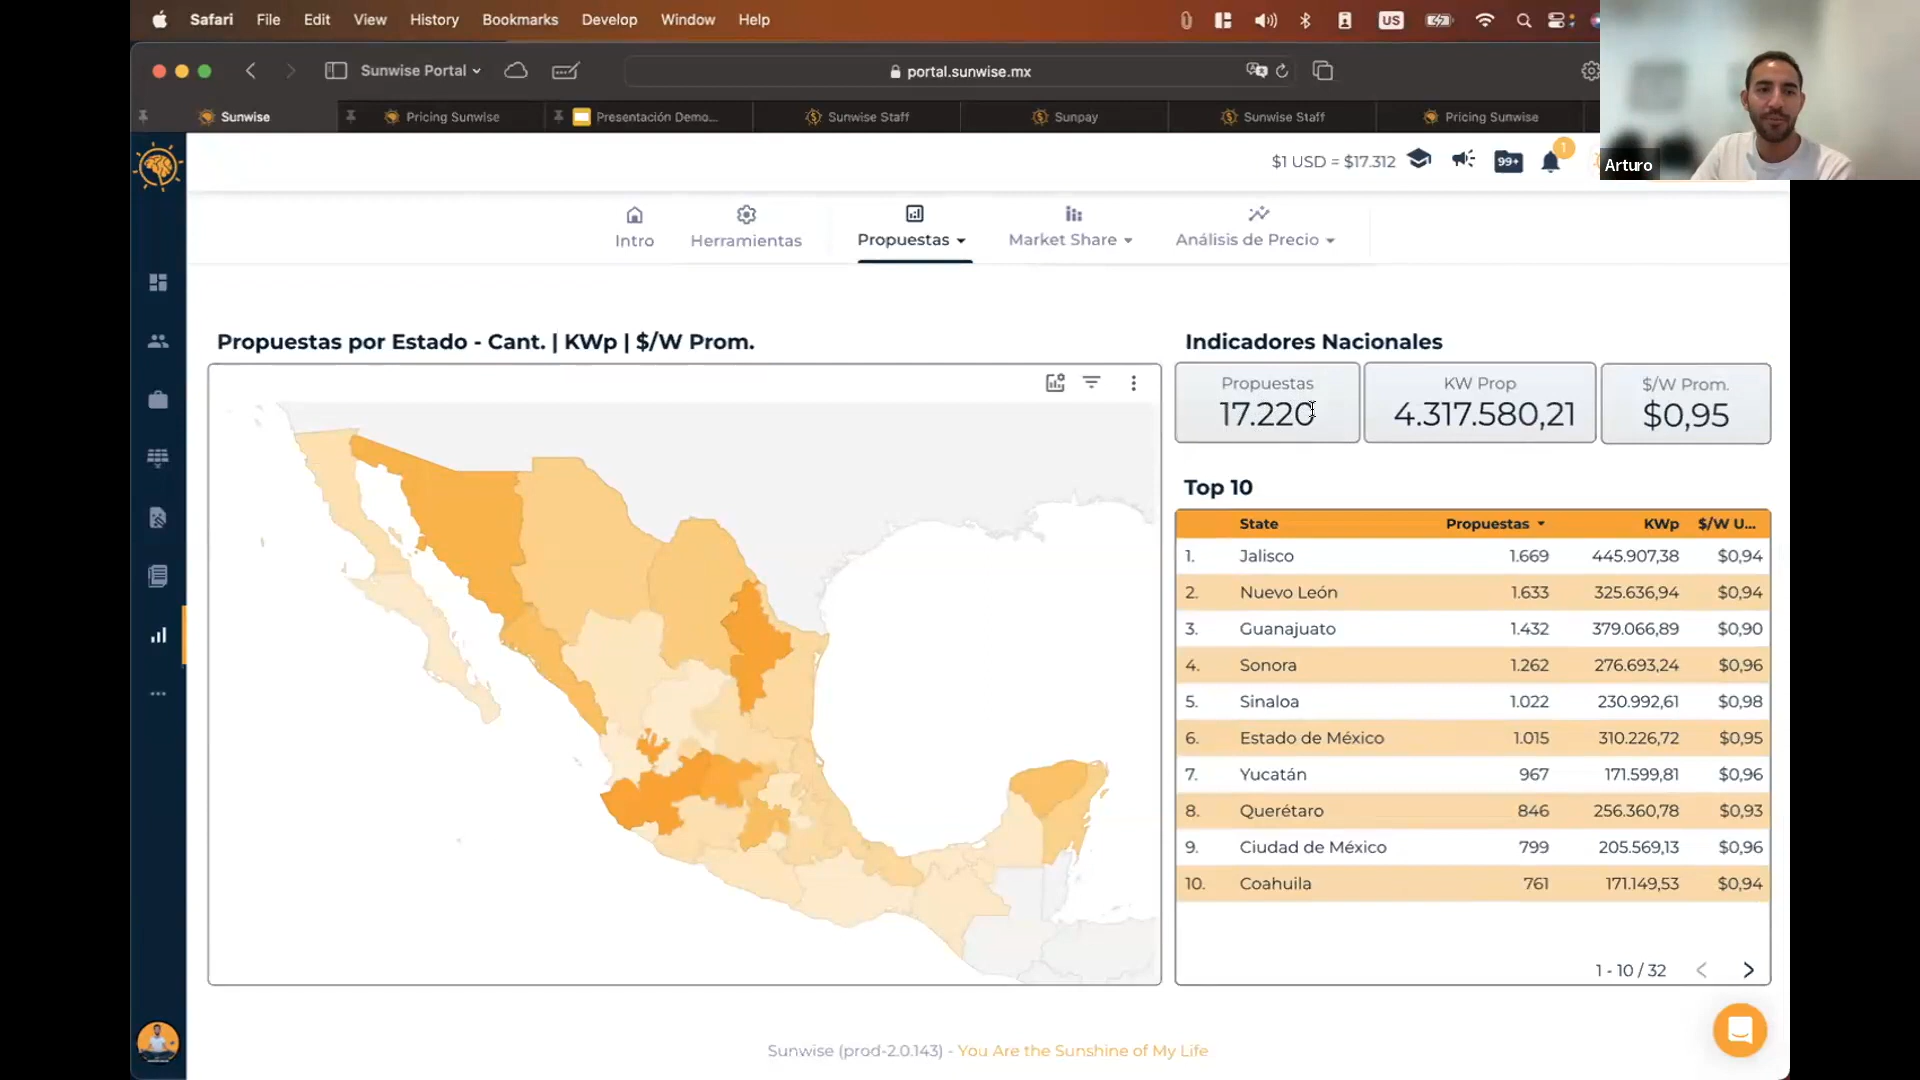 Safari File Edit View History Bookmarks Develop Window Help US
Sunwise Portal portal.sunwise.mx
Sunwise Pricing Sunwise Presentación Demo... Sunwise Staff Sunpay Sunwise Staff Pricing Sunwise
Arturo
$1 USD = $17.312 99+ 1
Intro Herramientas Propuestas Market Share Análisis de Precio
Propuestas por Estado - Cant. | KWp | $/W Prom.
Indicadores Nacionales
Propuestas KW Prop $/W Prom.
17.220 4.317.580,21 $0,95
Top 10
State Propuestas KWp $/W U...
1. Jalisco 1.669 445.907,38 $0,94
2. Nuevo León 1.633 325.636,94 $0,94
3. Guanajuato 1.432 379.066,89 $0,90
4. Sonora 1.262 276.693,24 $0,96
5. Sinaloa 1.022 230.992,61 $0,98
6. Estado de México 1.015 310.226,72 $0,95
7. Yucatán 967 171.599,81 $0,96
8. Querétaro 846 256.360,78 $0,93
9. Ciudad de México 799 205.569,13 $0,96
10. Coahuila 761 171.149,53 $0,94
1 - 10 / 32
Sunwise (prod-2.0.143) - You Are the Sunshine of My Life